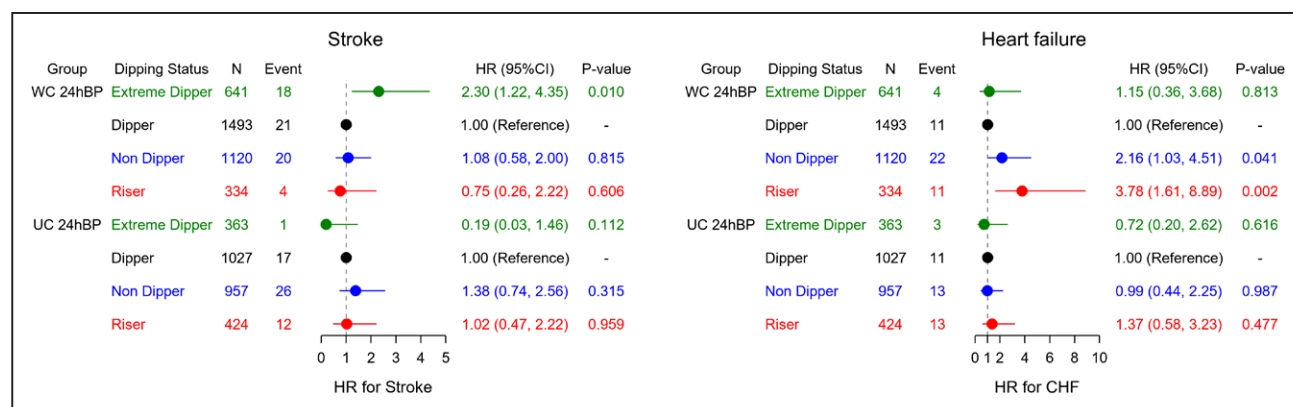 Stroke
Group Dipping Status N Event HR (95%CI) P-value
WC 24hBP Extreme Dipper 641 18 2.30 (1.22, 4.35) 0.010
Dipper 1493 21 1.00 (Reference) -
Non Dipper 1120 20 1.08 (0.58, 2.00) 0.815
Riser 334 4 0.75 (0.26, 2.22) 0.606
UC 24hBP Extreme Dipper 363 1 0.19 (0.03, 1.46) 0.112
Dipper 1027 17 1.00 (Reference) -
Non Dipper 957 26 1.38 (0.74, 2.56) 0.315
Riser 424 12 1.02 (0.47, 2.22) 0.959
0 1 2 3 4 5
HR for Stroke
Heart failure
Group Dipping Status N Event HR (95%CI) P-value
WC 24hBP Extreme Dipper 641 4 1.15 (0.36, 3.68) 0.813
Dipper 1493 11 1.00 (Reference) -
Non Dipper 1120 22 2.16 (1.03, 4.51) 0.041
Riser 334 11 3.78 (1.61, 8.89) 0.002
UC 24hBP Extreme Dipper 363 3 0.72 (0.20, 2.62) 0.616
Dipper 1027 11 1.00 (Reference) -
Non Dipper 957 13 0.99 (0.44, 2.25) 0.987
Riser 424 13 1.37 (0.58, 3.23) 0.477
0 1 2 4 6 8 10
HR for CHF